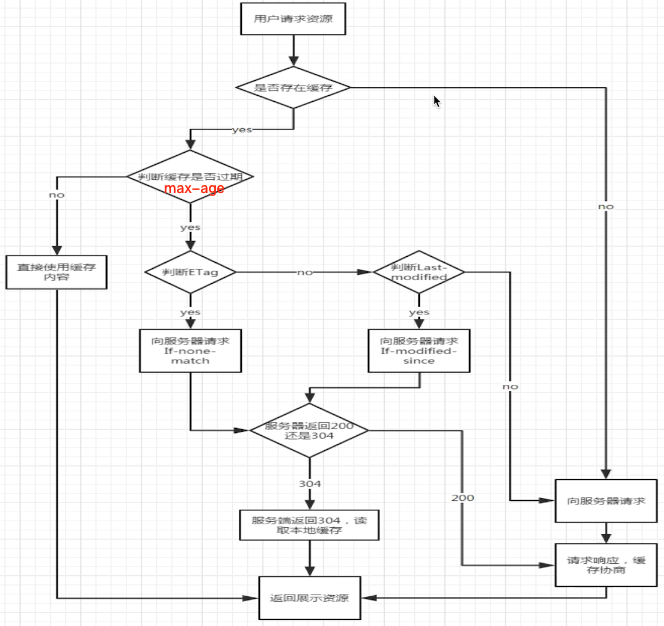 用户请求资源
是否存在缓存
yes
判断缓存是否过期
max-age
no
no
yes
直接使用缓存
内容
判断ETag
no
判断Last-
modified
yes
yes
向服务器请求
If-none-
match
向服务器请求
If-modified-
since
no
服务器返回200
还是304
304
200
向服务器请求
服务端返回304，读
取本地缓存
请求响应，缓
存协商
返回展示资源